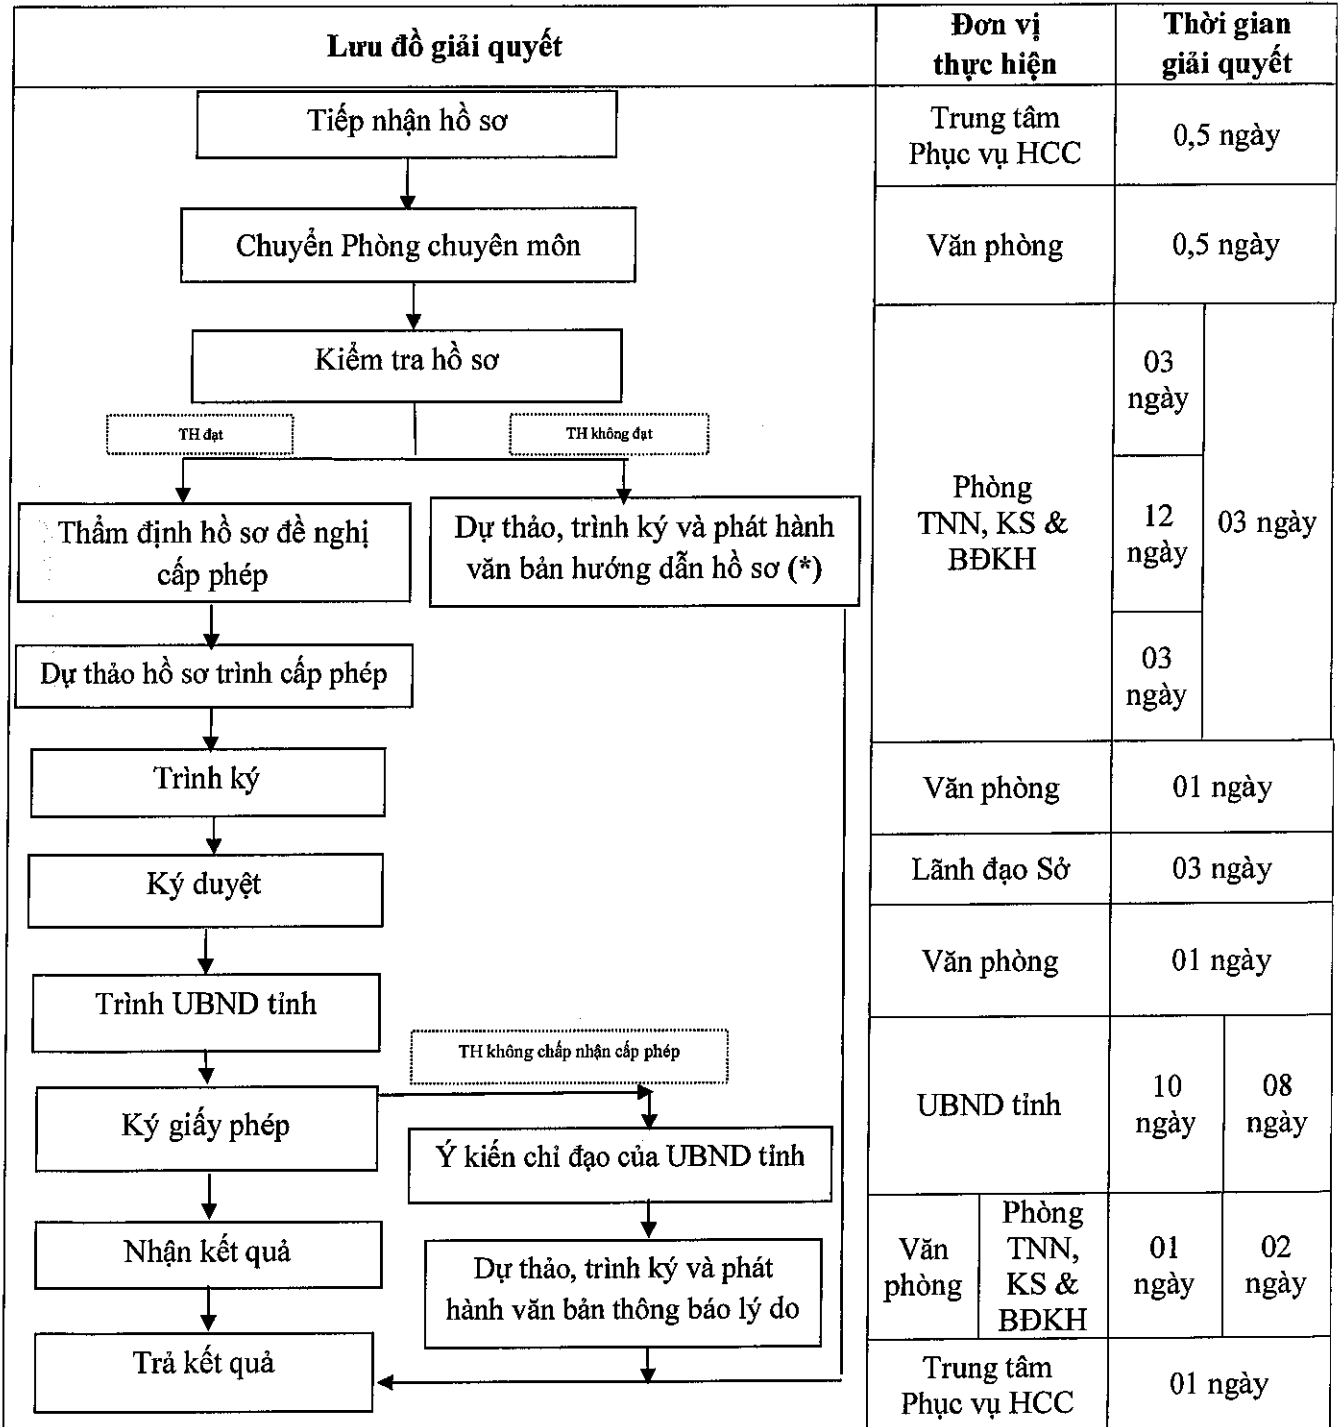 Lưu đồ giải quyết
Đơn vị
thực hiện
Thời gian
giải quyết
Tiếp nhận hồ sơ
Trung tâm
Phục vụ HCC
0,5 ngày
Chuyển Phòng chuyên môn
Văn phòng
0,5 ngày
Kiểm tra hồ sơ
TH đạt
TH không đạt
Thẩm định hồ sơ đề nghị
cấp phép
Dự thảo, trình ký và phát hành
văn bản hướng dẫn hồ sơ (*)
Dự thảo hồ sơ trình cấp phép
Phòng
TNN, KS &
BĐKH
03
ngày
12
ngày
03
ngày
03 ngày
Trình ký
Văn phòng
01 ngày
Ký duyệt
Lãnh đạo Sở
03 ngày
Trình UBND tỉnh
Văn phòng
01 ngày
TH không chấp nhận cấp phép
Ký giấy phép
Ý kiến chỉ đạo của UBND tỉnh
UBND tỉnh
10
ngày
08
ngày
Nhận kết quả
Dự thảo, trình ký và phát
hành văn bản thông báo lý do
Văn
phòng
Phòng
TNN,
KS &
BĐKH
01
ngày
02
ngày
Trả kết quả
Trung tâm
Phục vụ HCC
01 ngày